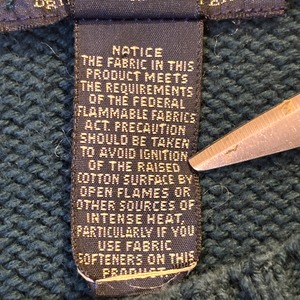 NOTICE
THE FABRIC IN THIS
PRODUCT MEETS
THE REQUIREMENTS
OF THE FEDERAL
FLAMMABLE FABRICS
ACT. PRECAUTION
SHOULD BE TAKEN
TO AVOID IGNITION
OF THE RAISED
COTTON SURFACE BY
OPEN FLAMES OR
OTHER SOURCES OF
INTENSE HEAT,
PARTICULARLY IF YOU
USE FABRIC
SOFTENERS ON THIS
PRODUCT.